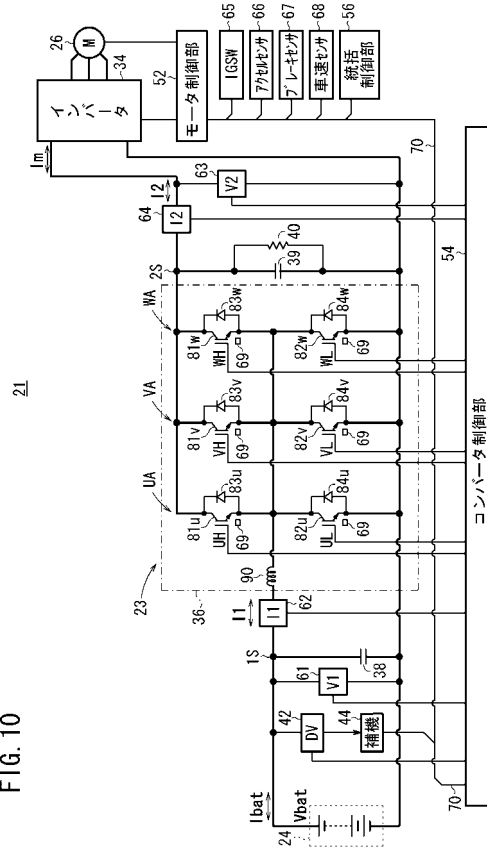 FIG. 10
21
23
36
UA
VA
WA
2S
I2
64
I2
Im
インバータ
34
26
M
52
モータ制御部
IGSW
65
アクセルセンサ
66
ブレーキセンサ
67
車速センサ
68
統括
制御部
56
70
63
V2
40
39
81u
83u
UH
69
81v
83v
VH
69
81w
83w
WH
69
82u
84u
UL
69
82v
84v
VL
69
82w
84w
WL
69
90
I1
I1
62
1S
38
61
V1
42
DV
44
補機
Ibat
Vbat
24
70
54
コンバータ制御部